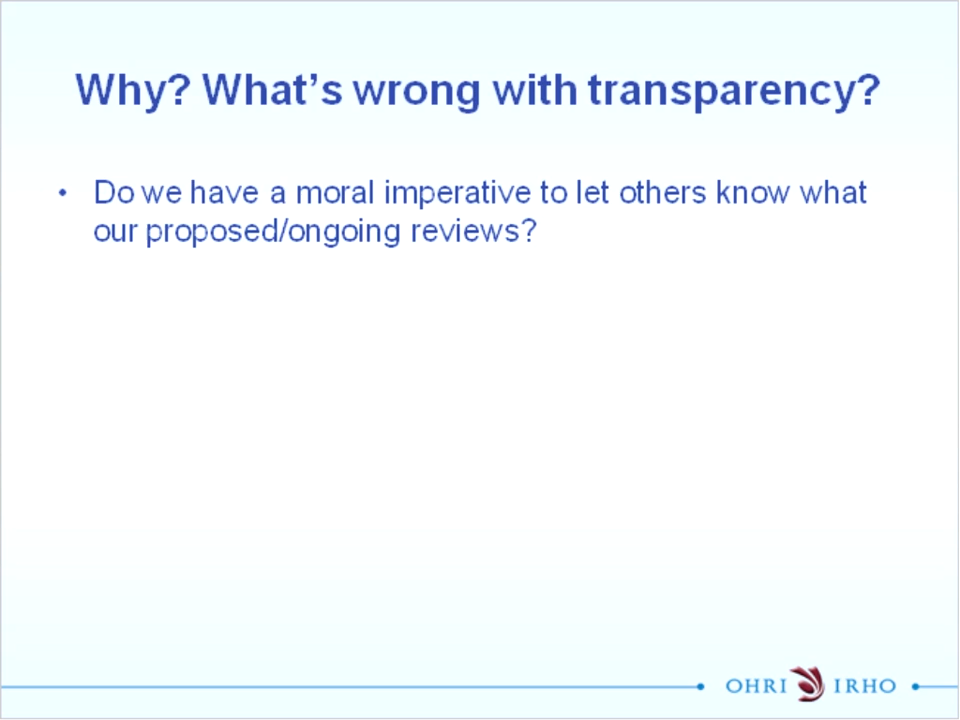 Why? What's wrong with transparency?
• Do we have a moral imperative to let others know what
our proposed/ongoing reviews?
OHRI IRHO